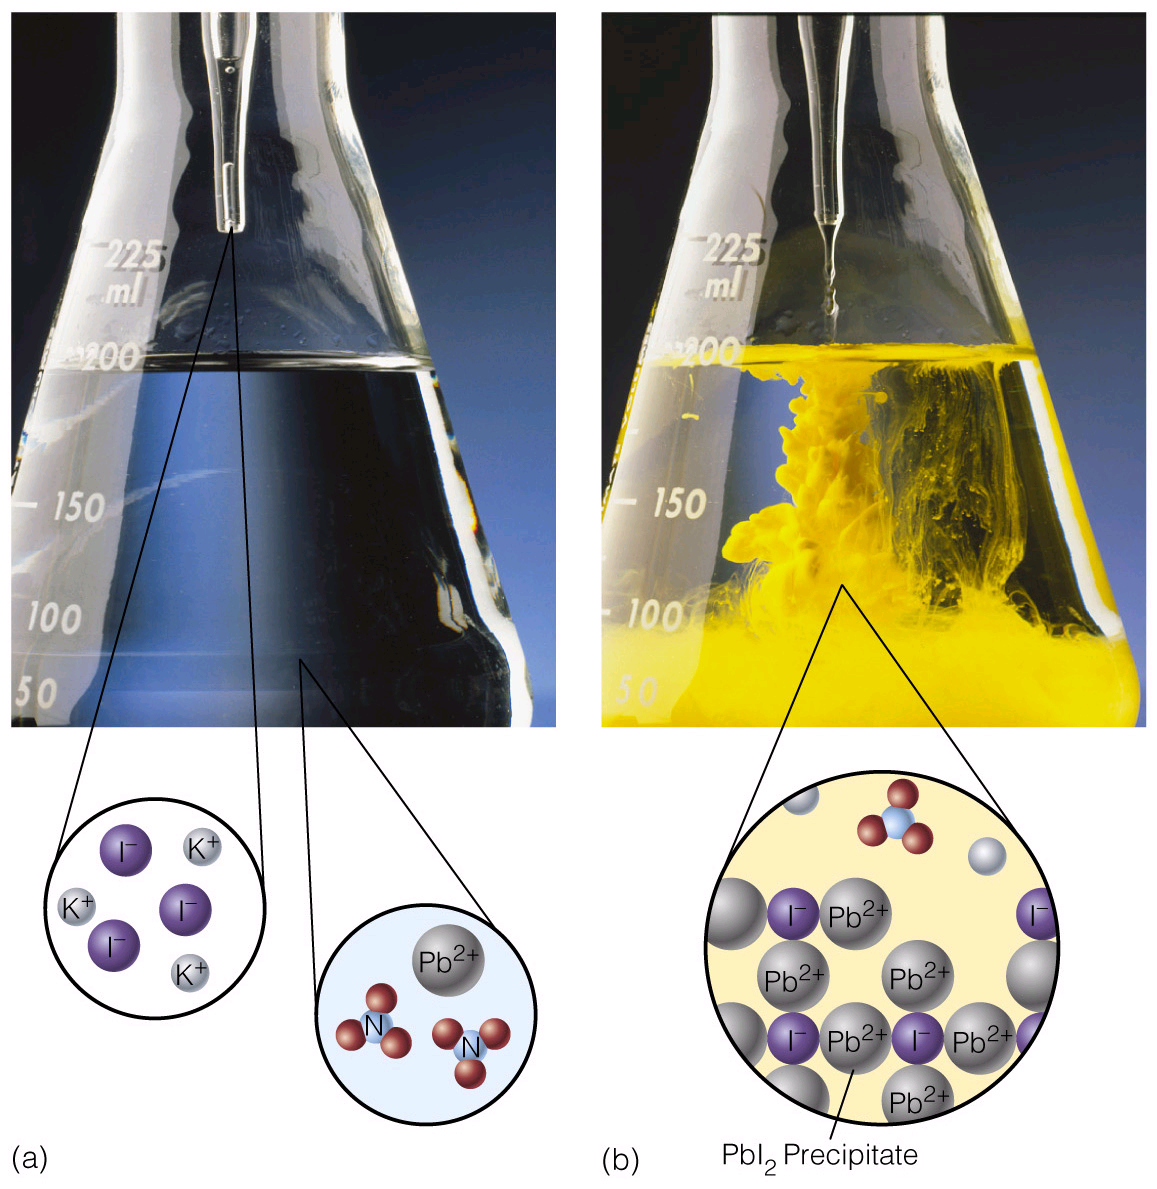 225
ml
200
150
100
50
225
ml
200
150
100
50
I⁻
K⁺
K⁺
I⁻
I⁻
K⁺
Pb²⁺
N
N
I⁻
Pb²⁺
I⁻
Pb²⁺
Pb²⁺
I⁻
Pb²⁺
I⁻
Pb²⁺
Pb²⁺
(a)
(b)
PbI₂ Precipitate